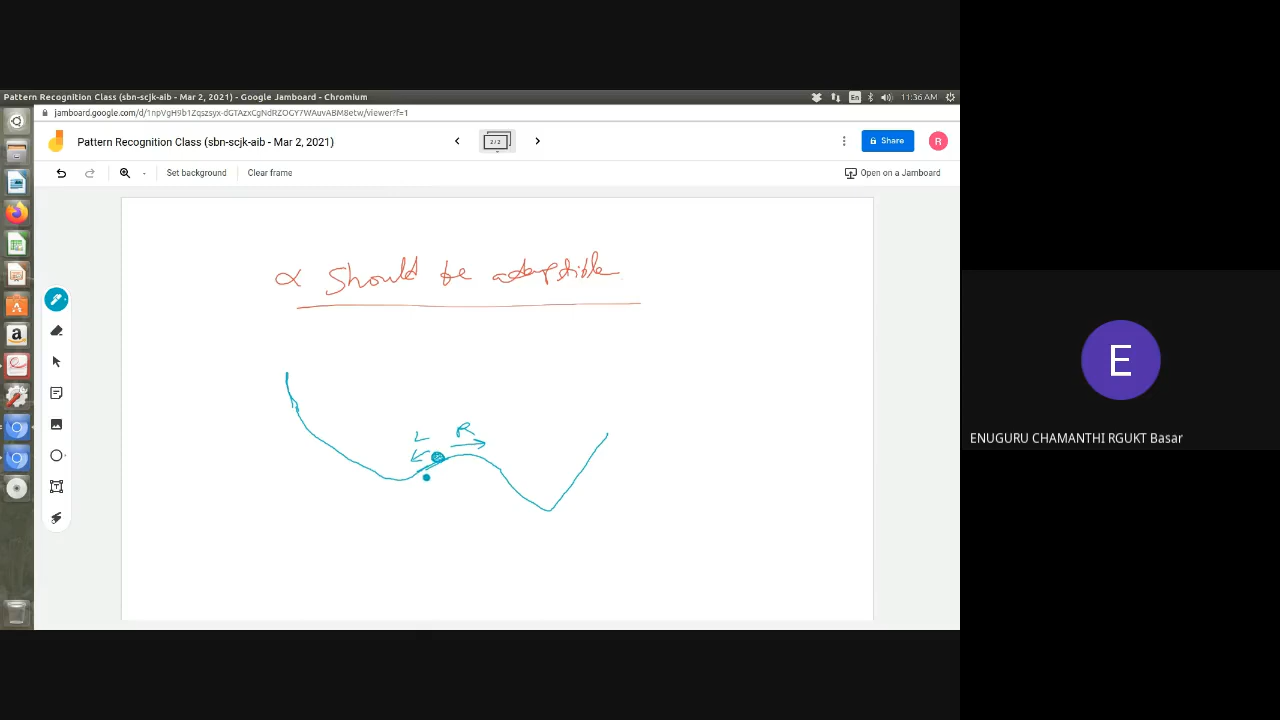 Pattern Recognition Class (sbn-scjk-aib - Mar 2, 2021) - Google Jamboard - Chromium
En
11:36 AM
jamboard.google.com/d/1npVgH9b1Zqszsyx-dGTAzxCgNdRZOGY7WAuvABM8etw/viewer?f=1
Pattern Recognition Class (sbn-scjk-aib - Mar 2, 2021)
2/2
Share
R
Set background
Clear frame
Open on a Jamboard
α should be adaptible
L
R
E
ENUGURU CHAMANTHI RGUKT Basar